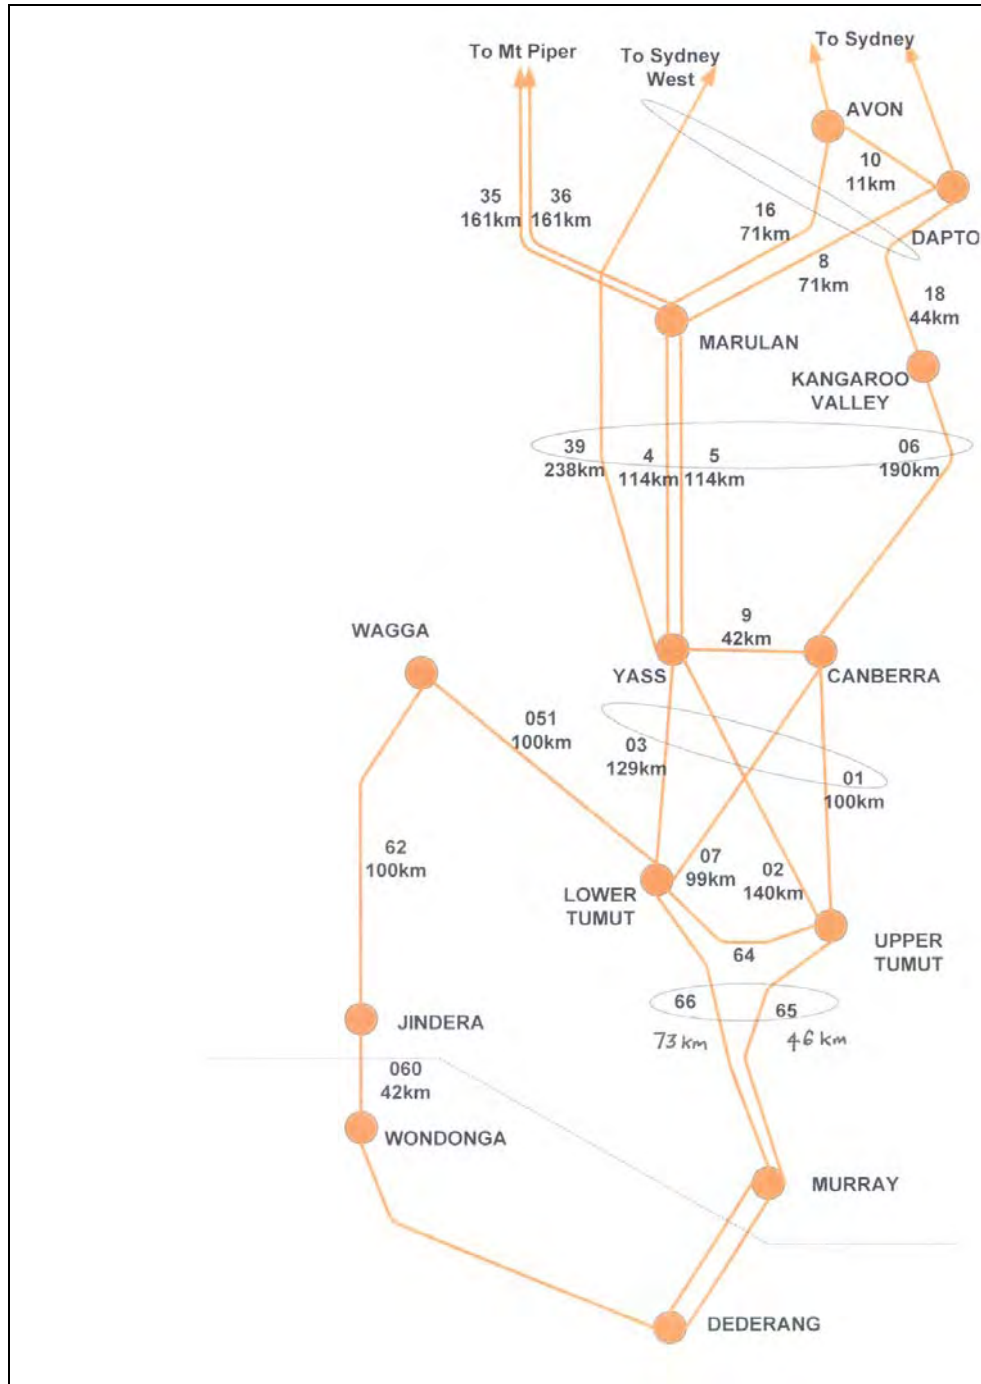 To Mt Piper
To Sydney
West
To Sydney
AVON
10
11km
35
161km
36
161km
16
71km
DAPTO
8
71km
18
44km
MARULAN
KANGAROO
VALLEY
39
238km
4
114km
5
114km
06
190km
9
42km
WAGGA
YASS
CANBERRA
051
100km
03
129km
01
100km
62
100km
07
99km
02
140km
LOWER
TUMUT
UPPER
TUMUT
64
66
73 km
65
46 km
JINDERA
060
42km
WONDONGA
MURRAY
DEDERANG